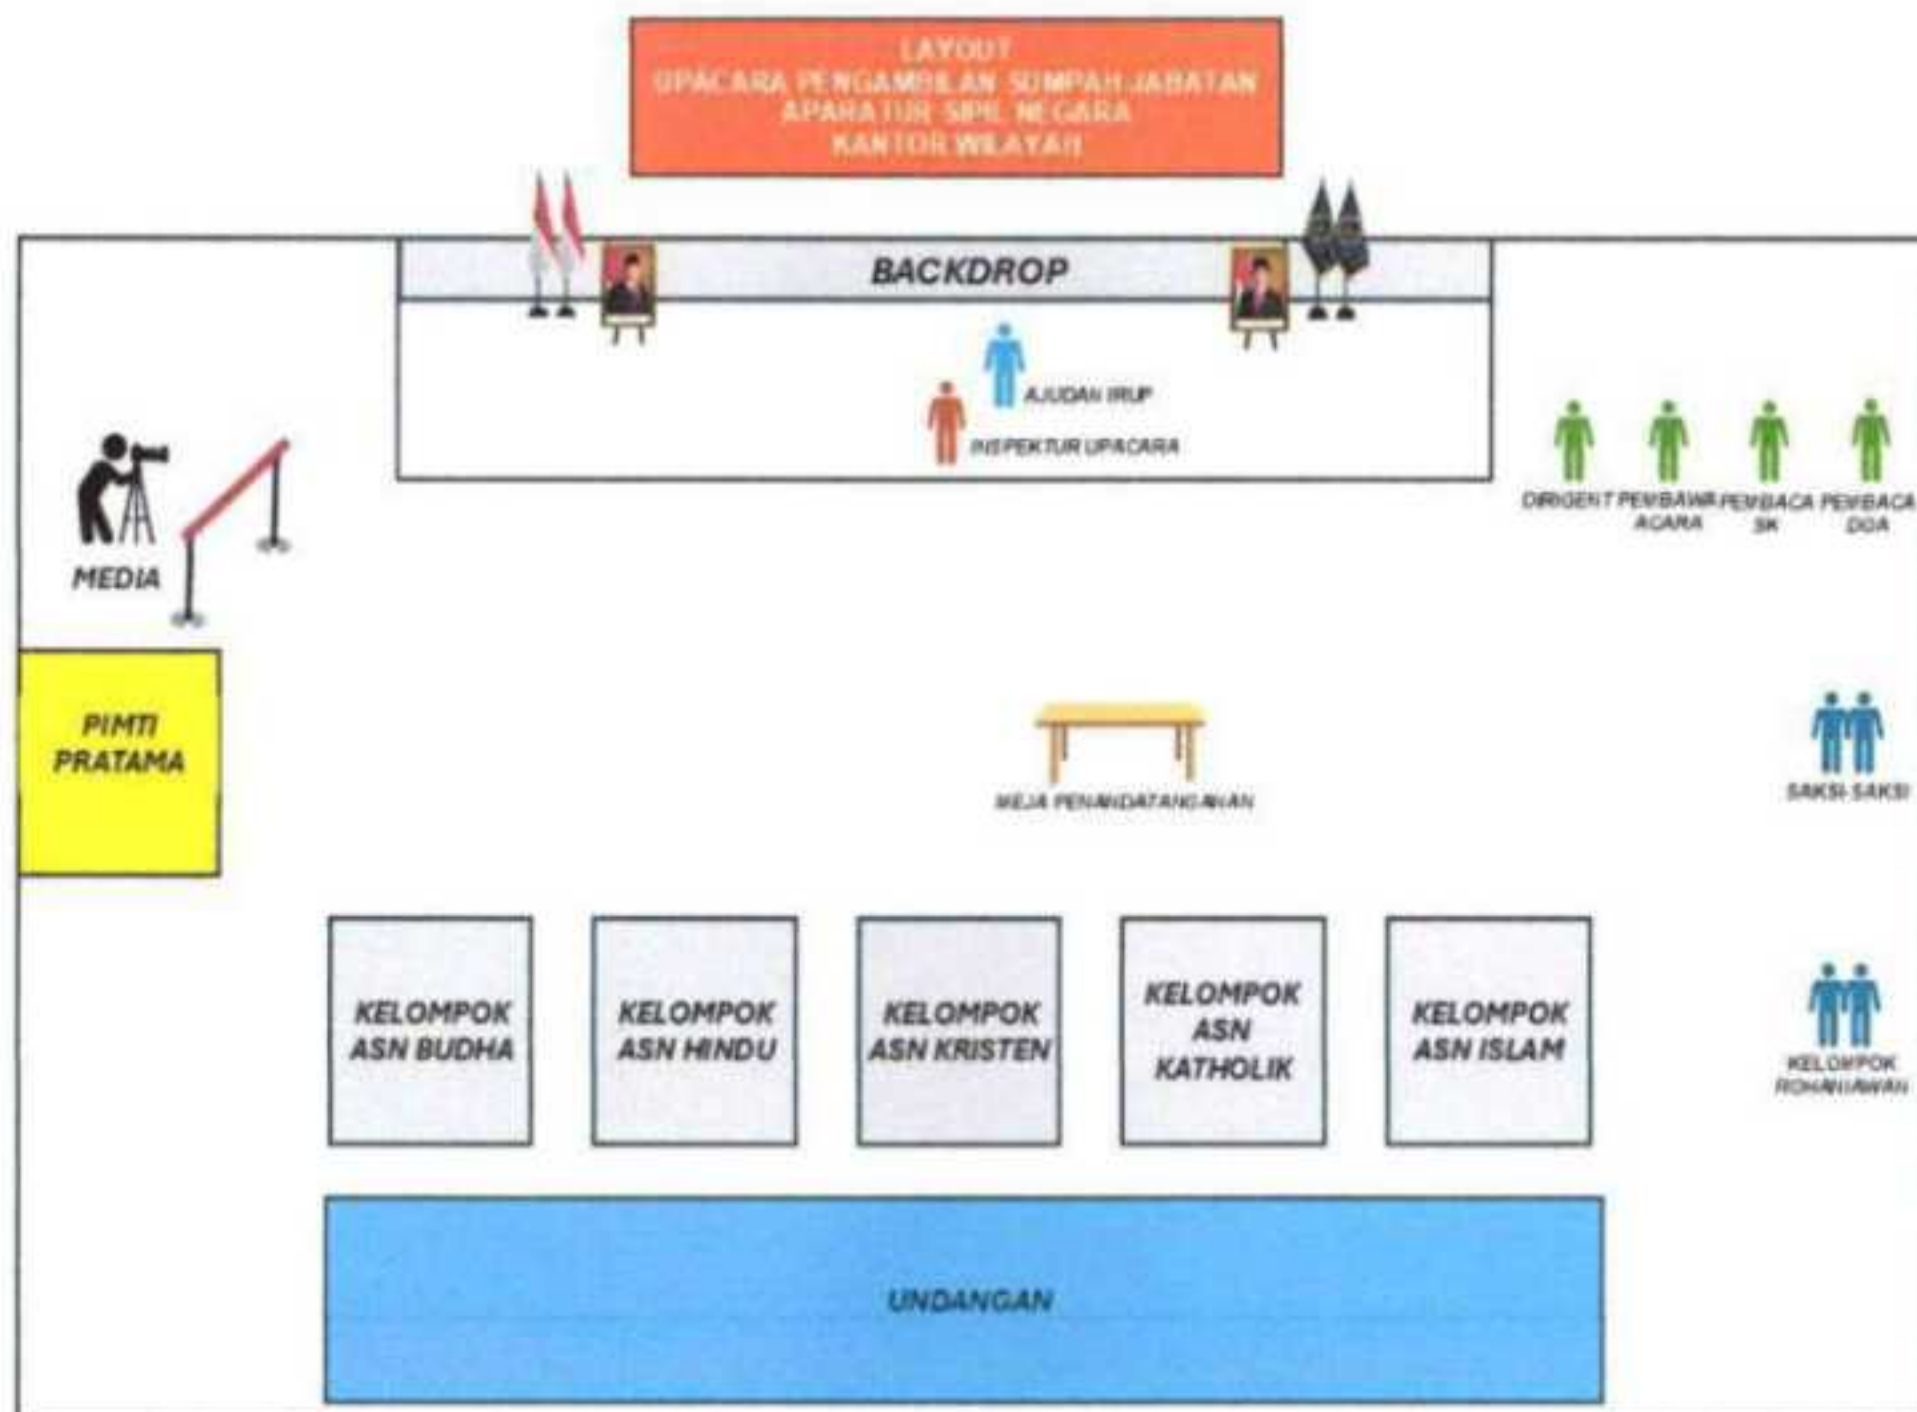 LAYOUT
UPACARA PENGAMBILAN SUMPAH JABATAN
APARATUR SIPIL NEGARA
KANTOR WILAYAH
BACKDROP
AJUDAN IRUP
INSPEKTUR UPACARA
DIRIGENT
PEMBAWA
ACARA
PEMBACA
SK
PEMBACA
DOA
MEDIA
PIMTI
PRATAMA
MEJA PENANDATANGANAN
SAKSI-SAKSI
KELOMPOK
ASN BUDHA
KELOMPOK
ASN HINDU
KELOMPOK
ASN KRISTEN
KELOMPOK
ASN
KATHOLIK
KELOMPOK
ASN ISLAM
KELOMPOK
ROHANIAWAN
UNDANGAN